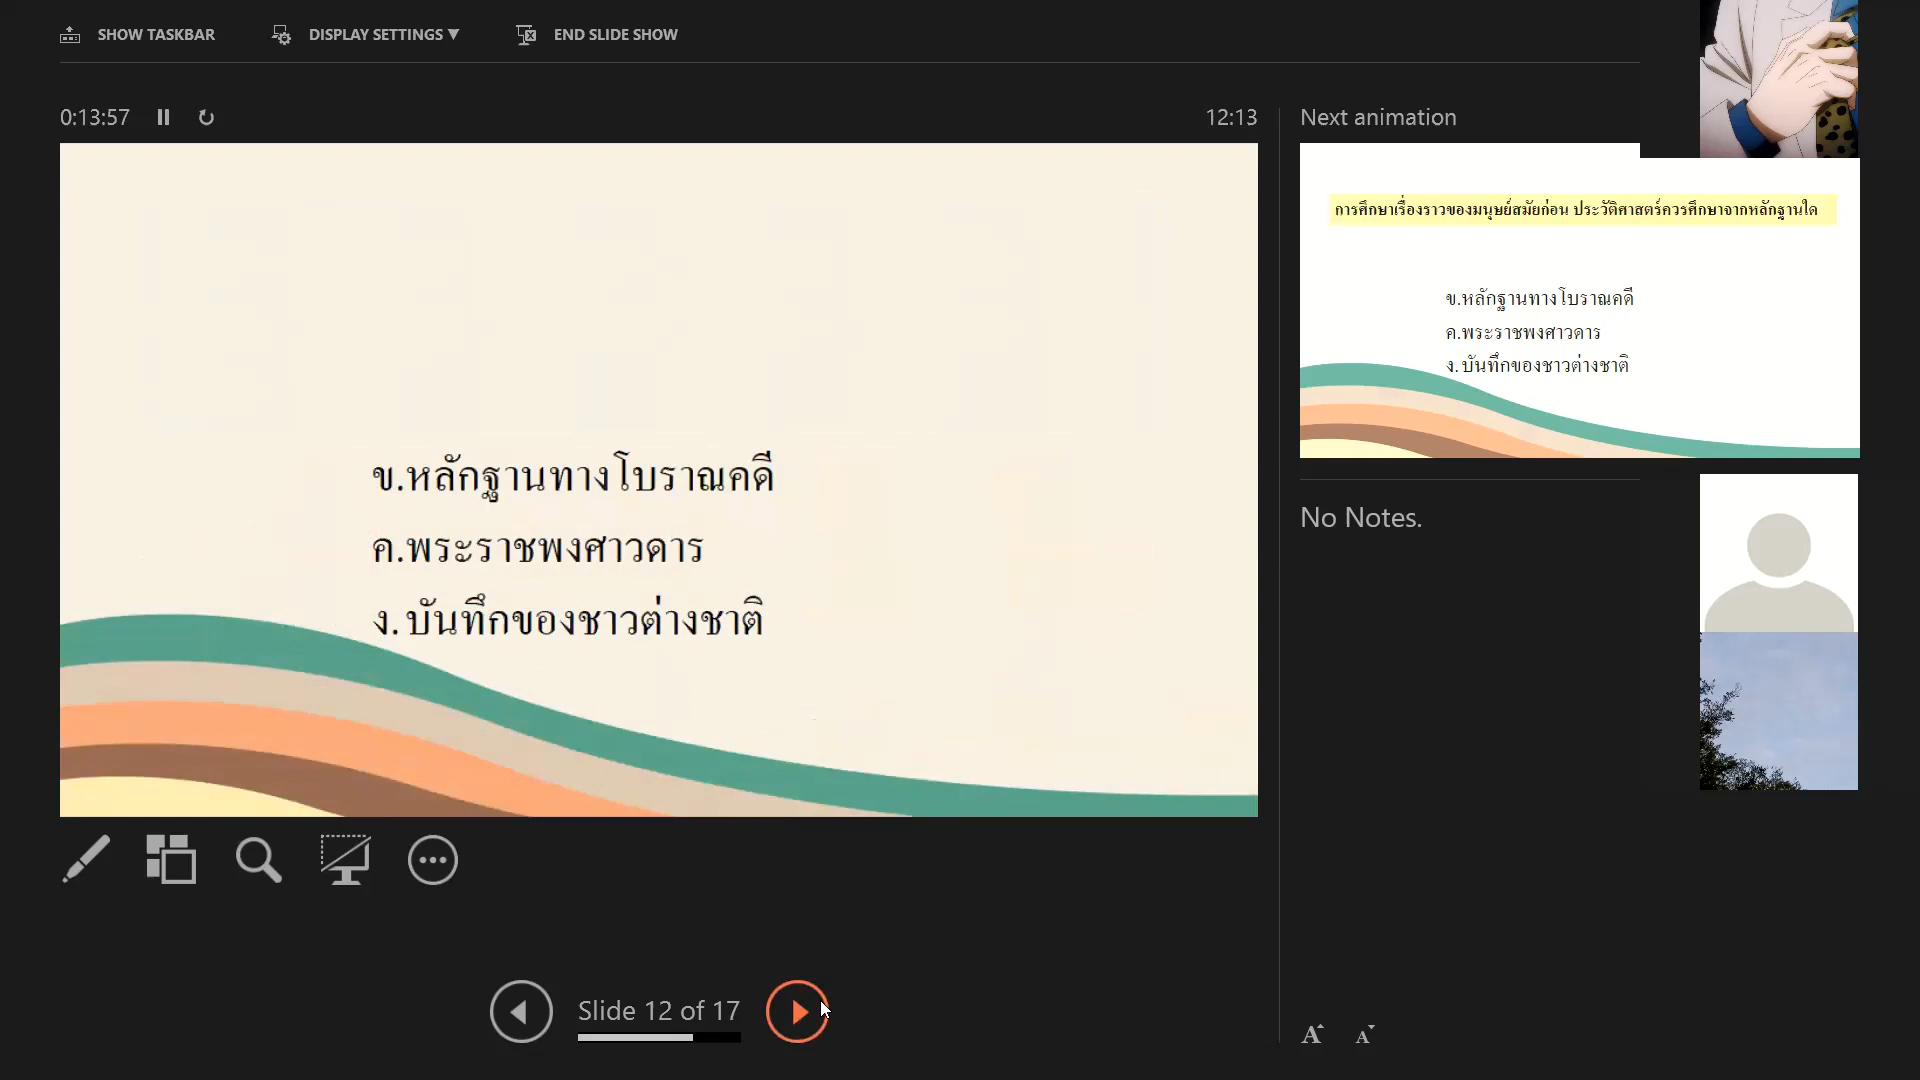 SHOW TASKBAR
DISPLAY SETTINGS ▼
END SLIDE SHOW
0:13:57
12:13
ข.หลักฐานทางโบราณคดี
ค.พระราชพงศาวดาร
ง. บันทึกของชาวต่างชาติ
Slide 12 of 17
Next animation
การศึกษาเรื่องราวของมนุษย์สมัยก่อน ประวัติศาสตร์ควรศึกษาจากหลักฐานใด
ข.หลักฐานทางโบราณคดี
ค.พระราชพงศาวดาร
ง. บันทึกของชาวต่างชาติ
No Notes.
A A